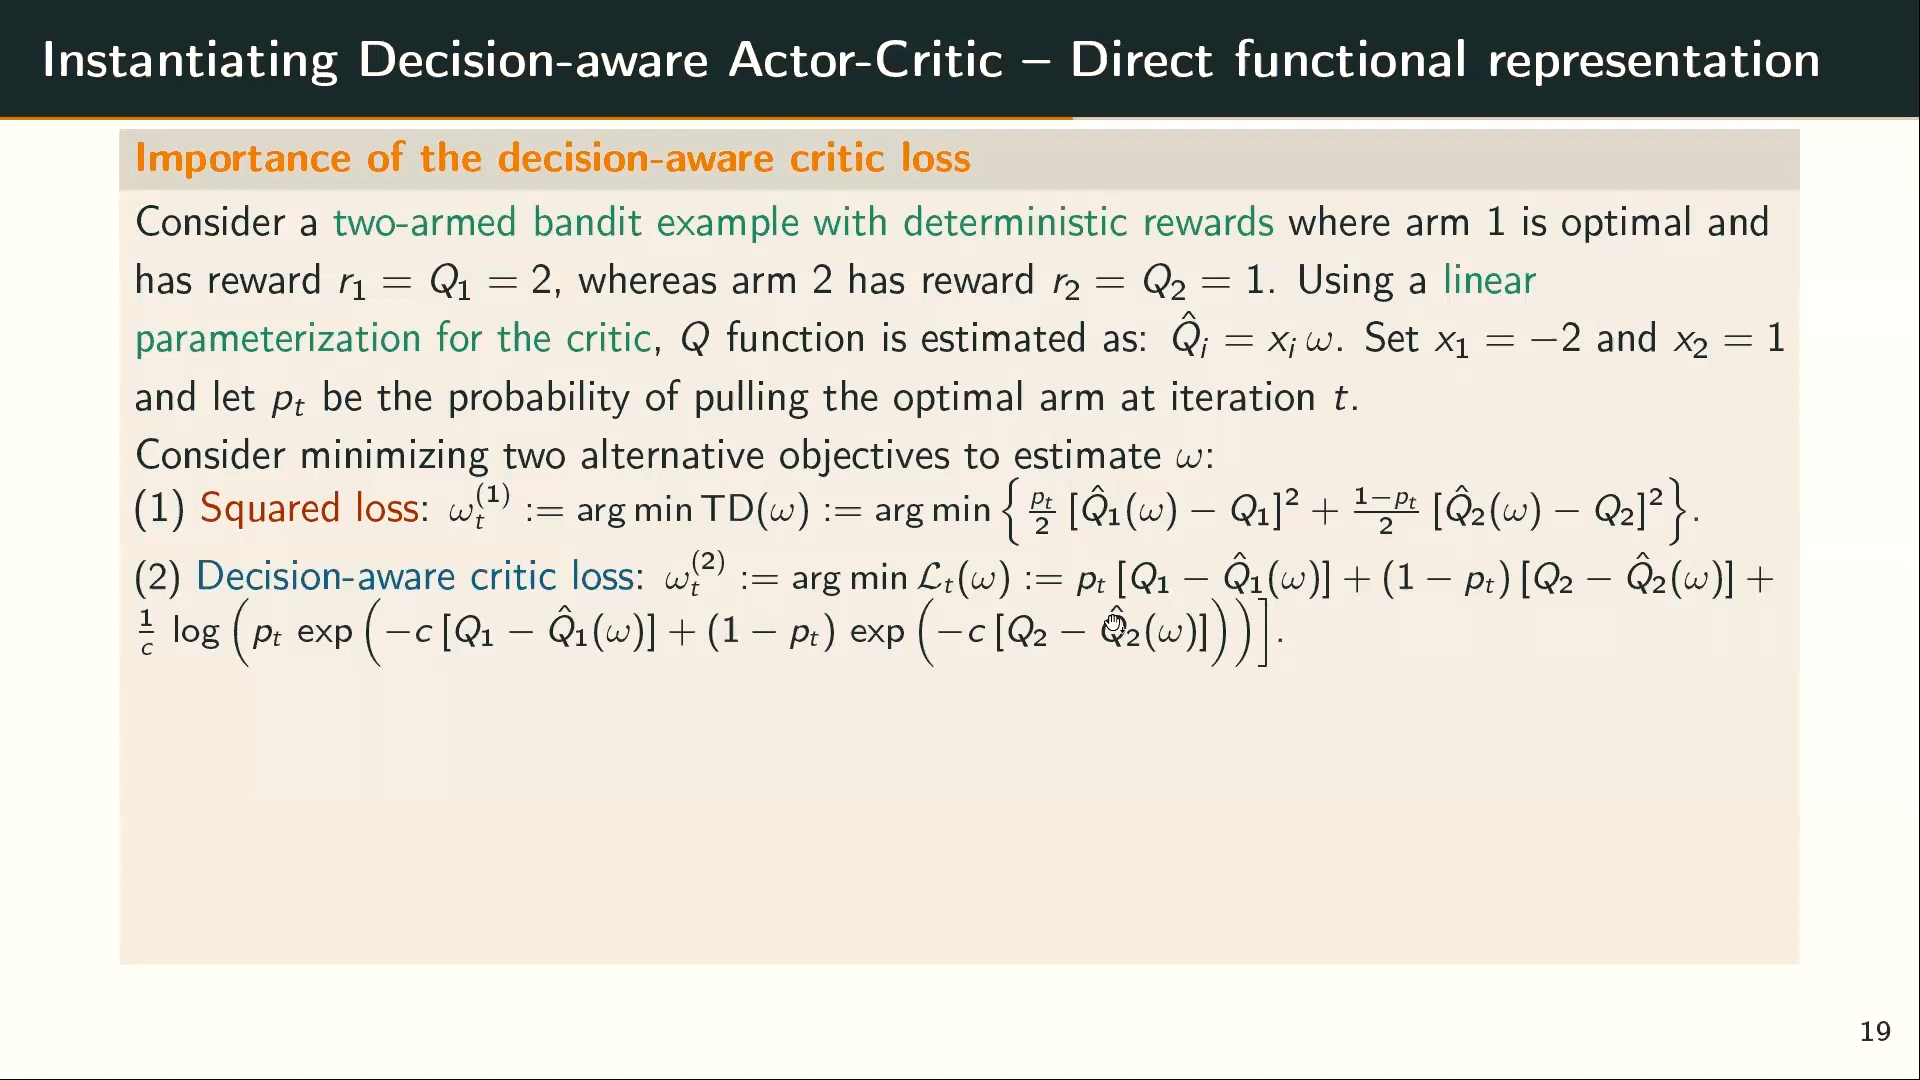 Instantiating Decision-aware Actor-Critic – Direct functional representation
Importance of the decision-aware critic loss
Consider a two-armed bandit example with deterministic rewards where arm 1 is optimal and
has reward r₁ = Q₁ = 2, whereas arm 2 has reward r₂ = Q₂ = 1. Using a linear
parameterization for the critic, Q function is estimated as: Q̂ᵢ = xᵢ ω. Set x₁ = −2 and x₂ = 1
and let pₜ be the probability of pulling the optimal arm at iteration t.
Consider minimizing two alternative objectives to estimate ω:
(1) Squared loss: ωₜ⁽¹⁾ := arg min TD(ω) := arg min { pₜ/2 [Q̂₁(ω) − Q₁]² + 1−pₜ/2 [Q̂₂(ω) − Q₂]² }.
(2) Decision-aware critic loss: ωₜ⁽²⁾ := arg min ℒₜ(ω) := pₜ [Q₁ − Q̂₁(ω)] + (1 − pₜ) [Q₂ − Q̂₂(ω)] +
1/c log ( pₜ exp ( −c [Q₁ − Q̂₁(ω)] + (1 − pₜ) exp ( −c [Q₂ − Q̂₂(ω)] ) ) ].
19